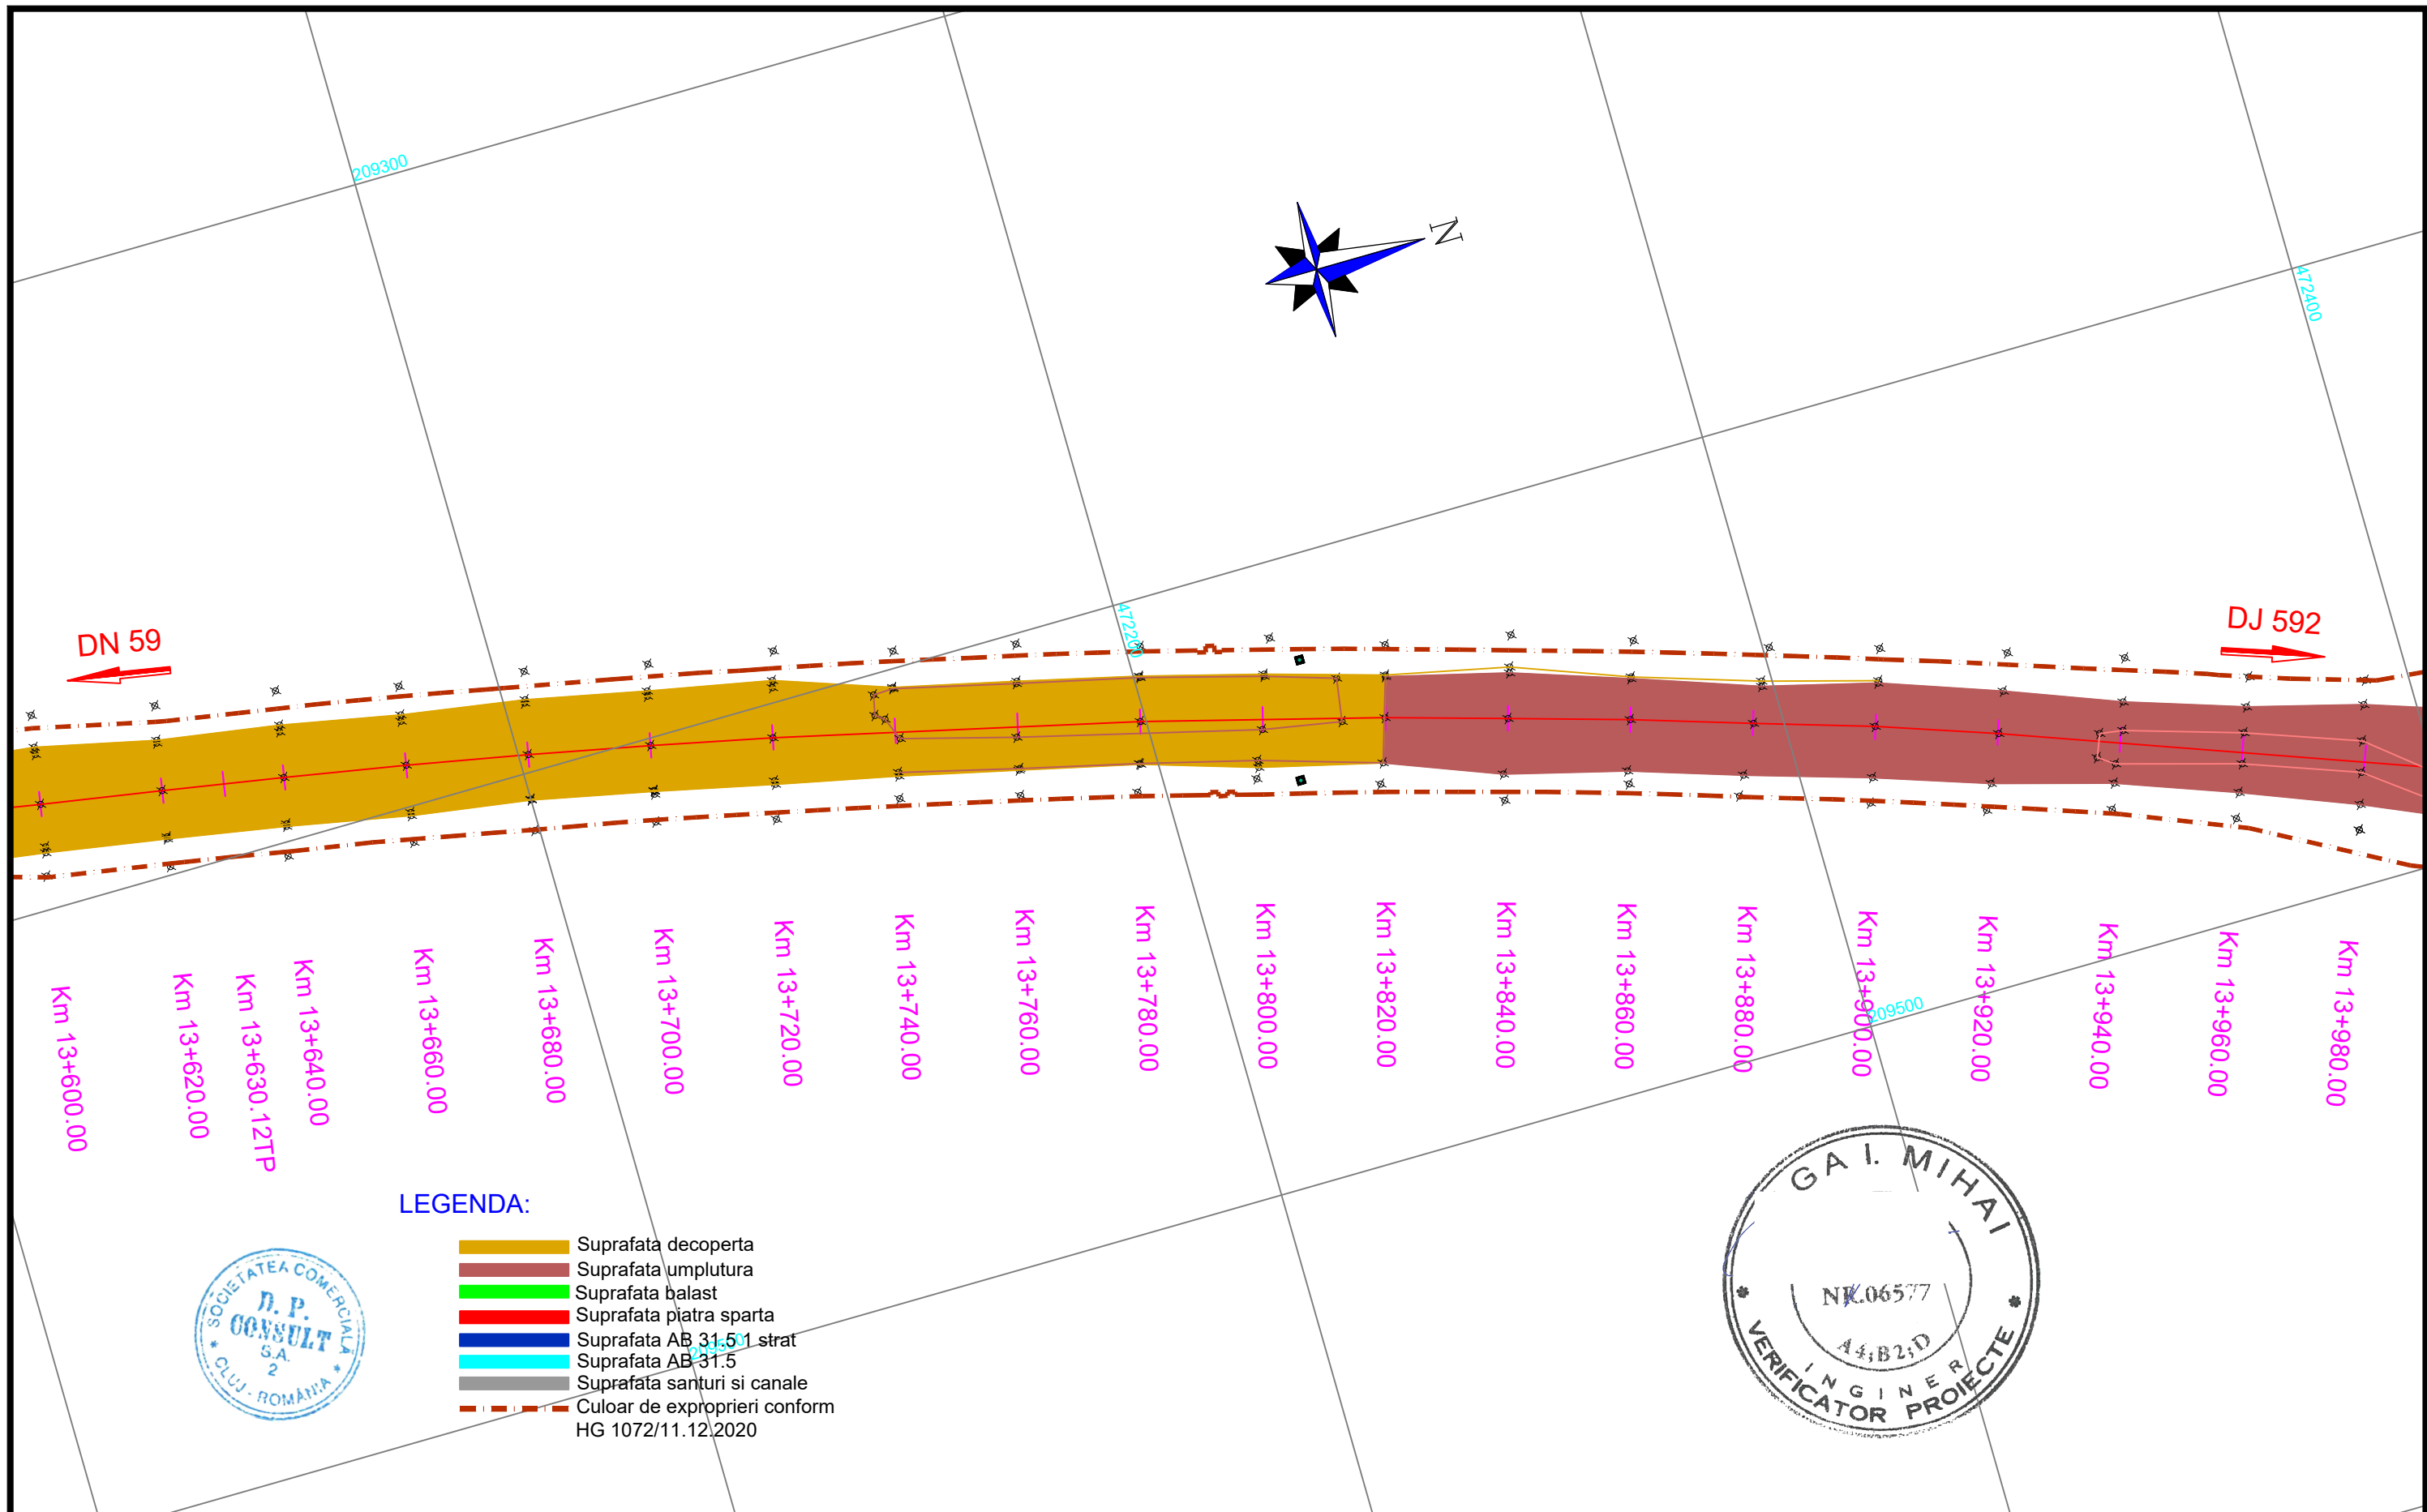 209300
N
472400
472200
DN 59
DJ 592
Km 13+600.00
Km 13+620.00
Km 13+630.12TP
Km 13+640.00
Km 13+660.00
Km 13+680.00
Km 13+700.00
Km 13+720.00
Km 13+740.00
Km 13+760.00
Km 13+780.00
Km 13+800.00
Km 13+820.00
Km 13+840.00
Km 13+860.00
Km 13+880.00
Km 13+900.00
Km 13+920.00
Km 13+940.00
Km 13+960.00
Km 13+980.00
209500
LEGENDA:
Suprafata decoperta
Suprafata umplutura
Suprafata balast
Suprafata piatra sparta
Suprafata AB 31.5 1 strat
Suprafata AB 31.5
Suprafata santuri si canale
Culoar de exproprieri conform
HG 1072/11.12.2020
SOCIETATEA COMERCIALĂ
D. P.
CONSULT
S.A.
2
* CLUJ - ROMÂNIA *
GA I. MIHAI
NR.06577
A4;B2;D
INGINER
* VERIFICATOR PROIECTE *